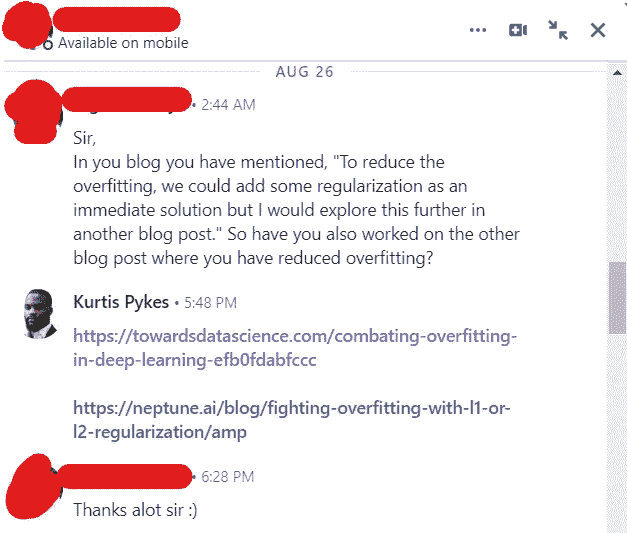 Available on mobile
AUG 26
• 2:44 AM
Sir,
In you blog you have mentioned, "To reduce the
overfitting, we could add some regularization as an
immediate solution but I would explore this further in
another blog post." So have you also worked on the other
blog post where you have reduced overfitting?
Kurtis Pykes • 5:48 PM
https://towardsdatascience.com/combating-overfitting-
in-deep-learning-efb0fdabfccc
https://neptune.ai/blog/fighting-overfitting-with-l1-or-
l2-regularization/amp
• 6:28 PM
Thanks alot sir :)